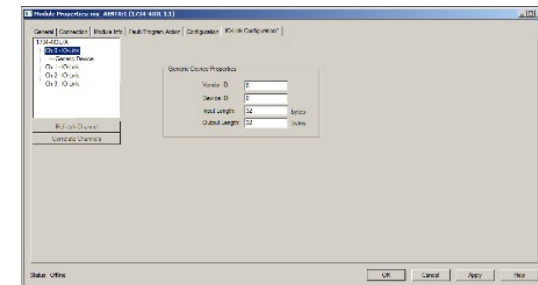 Module Properties: my_AENTR:1 (1734-4IOL 1.1)
General Connection Module Info Fault/Program Action Configuration IO-Link Configuration*
1734-4IOL/A
Ch 0 - IO-Link
Generic Device
Ch 1 - IO-Link
Ch 2 - IO-Link
Ch 3 - IO-Link
Refresh Channel
Correlate Channels
Generic Device Properties
Vendor ID: 0
Device ID: 0
Input Length: 32 bytes
Output Length: 32 bytes
Status: Offline
OK Cancel Apply Help